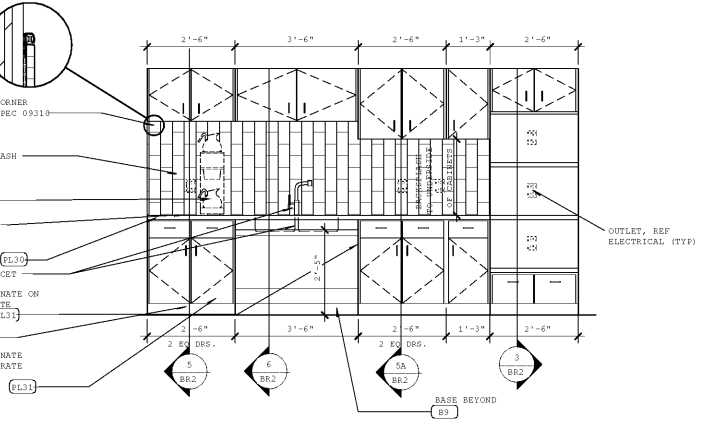 2'-6"
3'-6"
2'-6"
1'-3"
2'-6"
ORNER
PEC 09310
ASH
BACKSPLASH
TO UNDERSIDE
OF CABINETS
OUTLET, REF
ELECTRICAL (TYP)
PL30
CET
2'-5"
NATE ON
TE
L31
2'-6"
3'-6"
2'-6"
1'-3"
2'-6"
2 EQ DRS.
2 EQ DRS.
NATE
RATE
PL31
5
BR2
6
BR2
5A
BR2
3
BR2
BASE BEYOND
B9